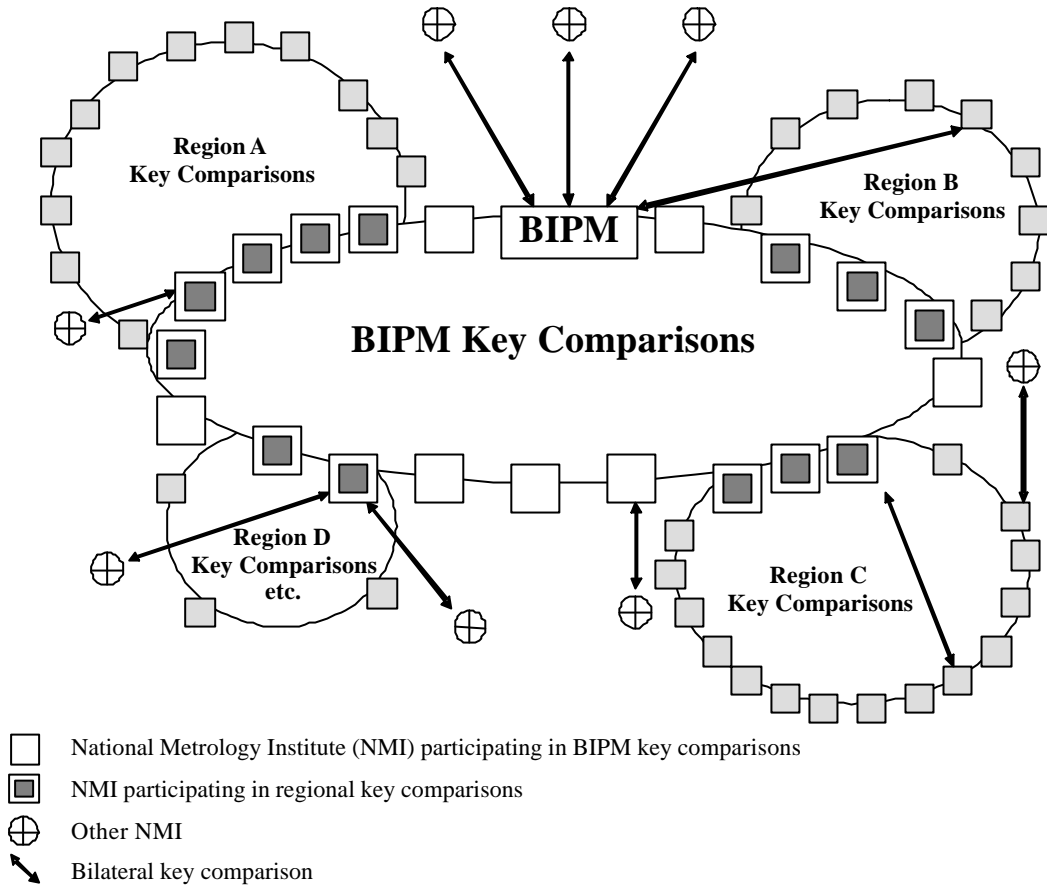 Region A
Key Comparisons
Region B
Key Comparisons
BIPM
BIPM Key Comparisons
Region D
Key Comparisons
etc.
Region C
Key Comparisons
National Metrology Institute (NMI) participating in BIPM key comparisons
NMI participating in regional key comparisons
Other NMI
Bilateral key comparison